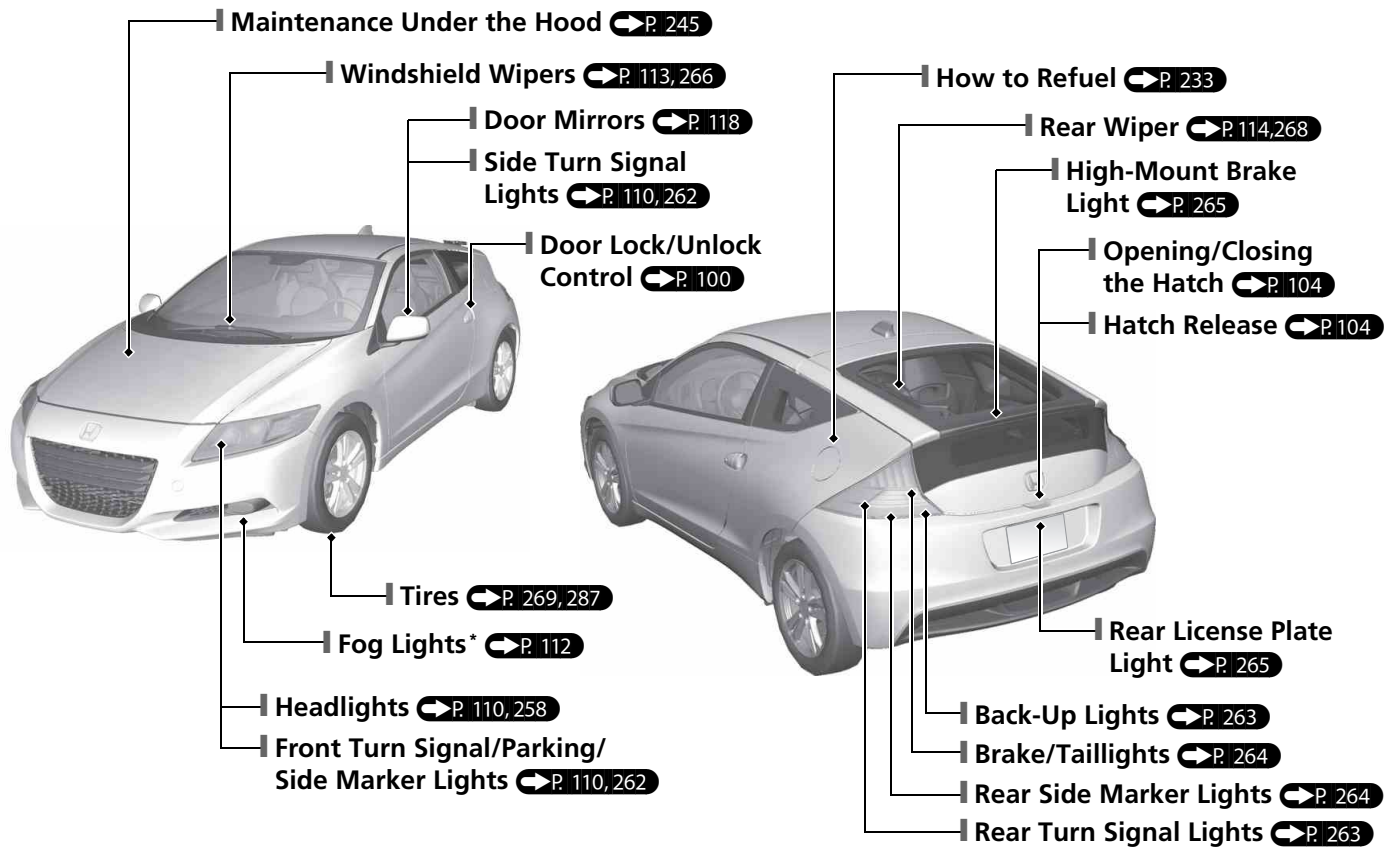 Maintenance Under the Hood P. 245
Windshield Wipers P. 113, 266
Door Mirrors P. 118
Side Turn Signal
Lights P. 110, 262
Door Lock/Unlock
Control P. 100
Tires P. 269, 287
Fog Lights* P. 112
Headlights P. 110, 258
Front Turn Signal/Parking/
Side Marker Lights P. 110, 262
How to Refuel P. 233
Rear Wiper P. 114,268
High-Mount Brake
Light P. 265
Opening/Closing
the Hatch P. 104
Hatch Release P. 104
Rear License Plate
Light P. 265
Back-Up Lights P. 263
Brake/Taillights P. 264
Rear Side Marker Lights P. 264
Rear Turn Signal Lights P. 263